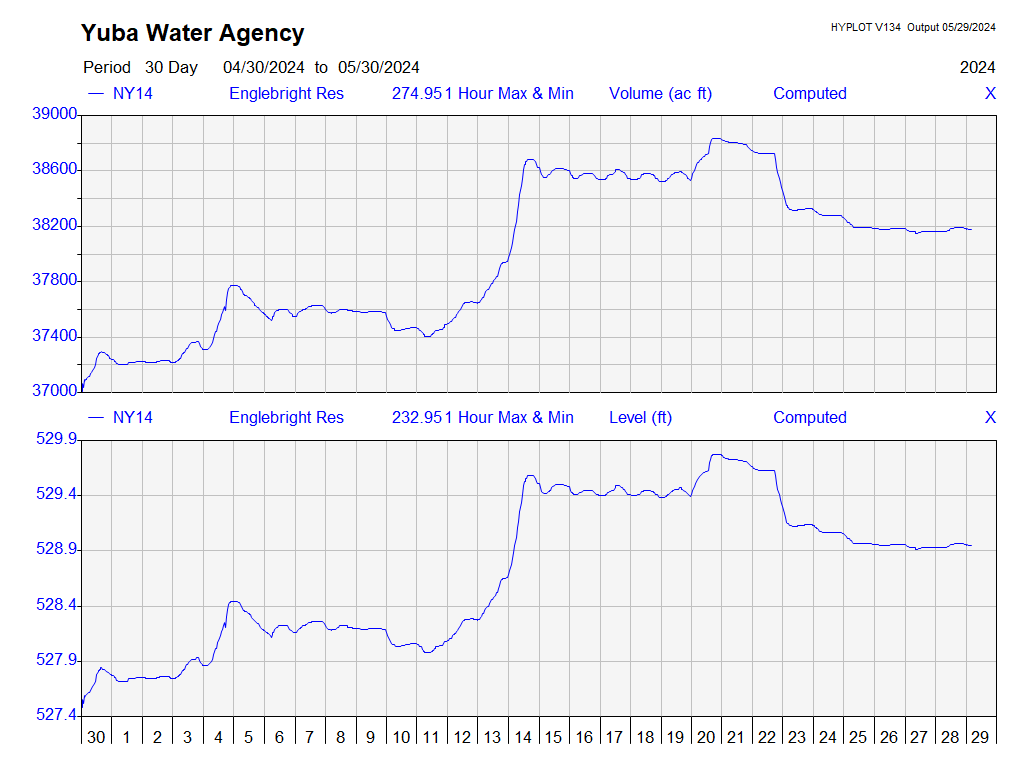 Yuba Water Agency
HYPLOT V134 Output 05/29/2024
Period 30 Day 04/30/2024 to 05/30/2024 2024
NY14 Englebright Res 274.951 Hour Max & Min Volume (ac ft) Computed X
39000
38600
38200
37800
37400
37000
NY14 Englebright Res 232.951 Hour Max & Min Level (ft) Computed X
529.9
529.4
528.9
528.4
527.9
527.4
30 1 2 3 4 5 6 7 8 9 10 11 12 13 14 15 16 17 18 19 20 21 22 23 24 25 26 27 28 29